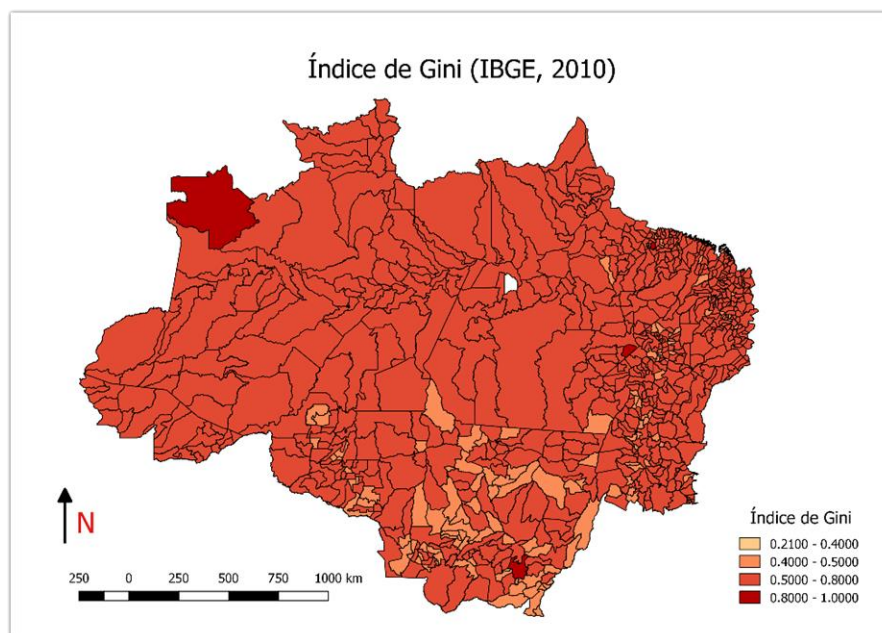 Índice de Gini (IBGE, 2010)
N
250 0 250 500 750 1000 km
Índice de Gini
0.2100 - 0.4000
0.4000 - 0.5000
0.5000 - 0.8000
0.8000 - 1.0000